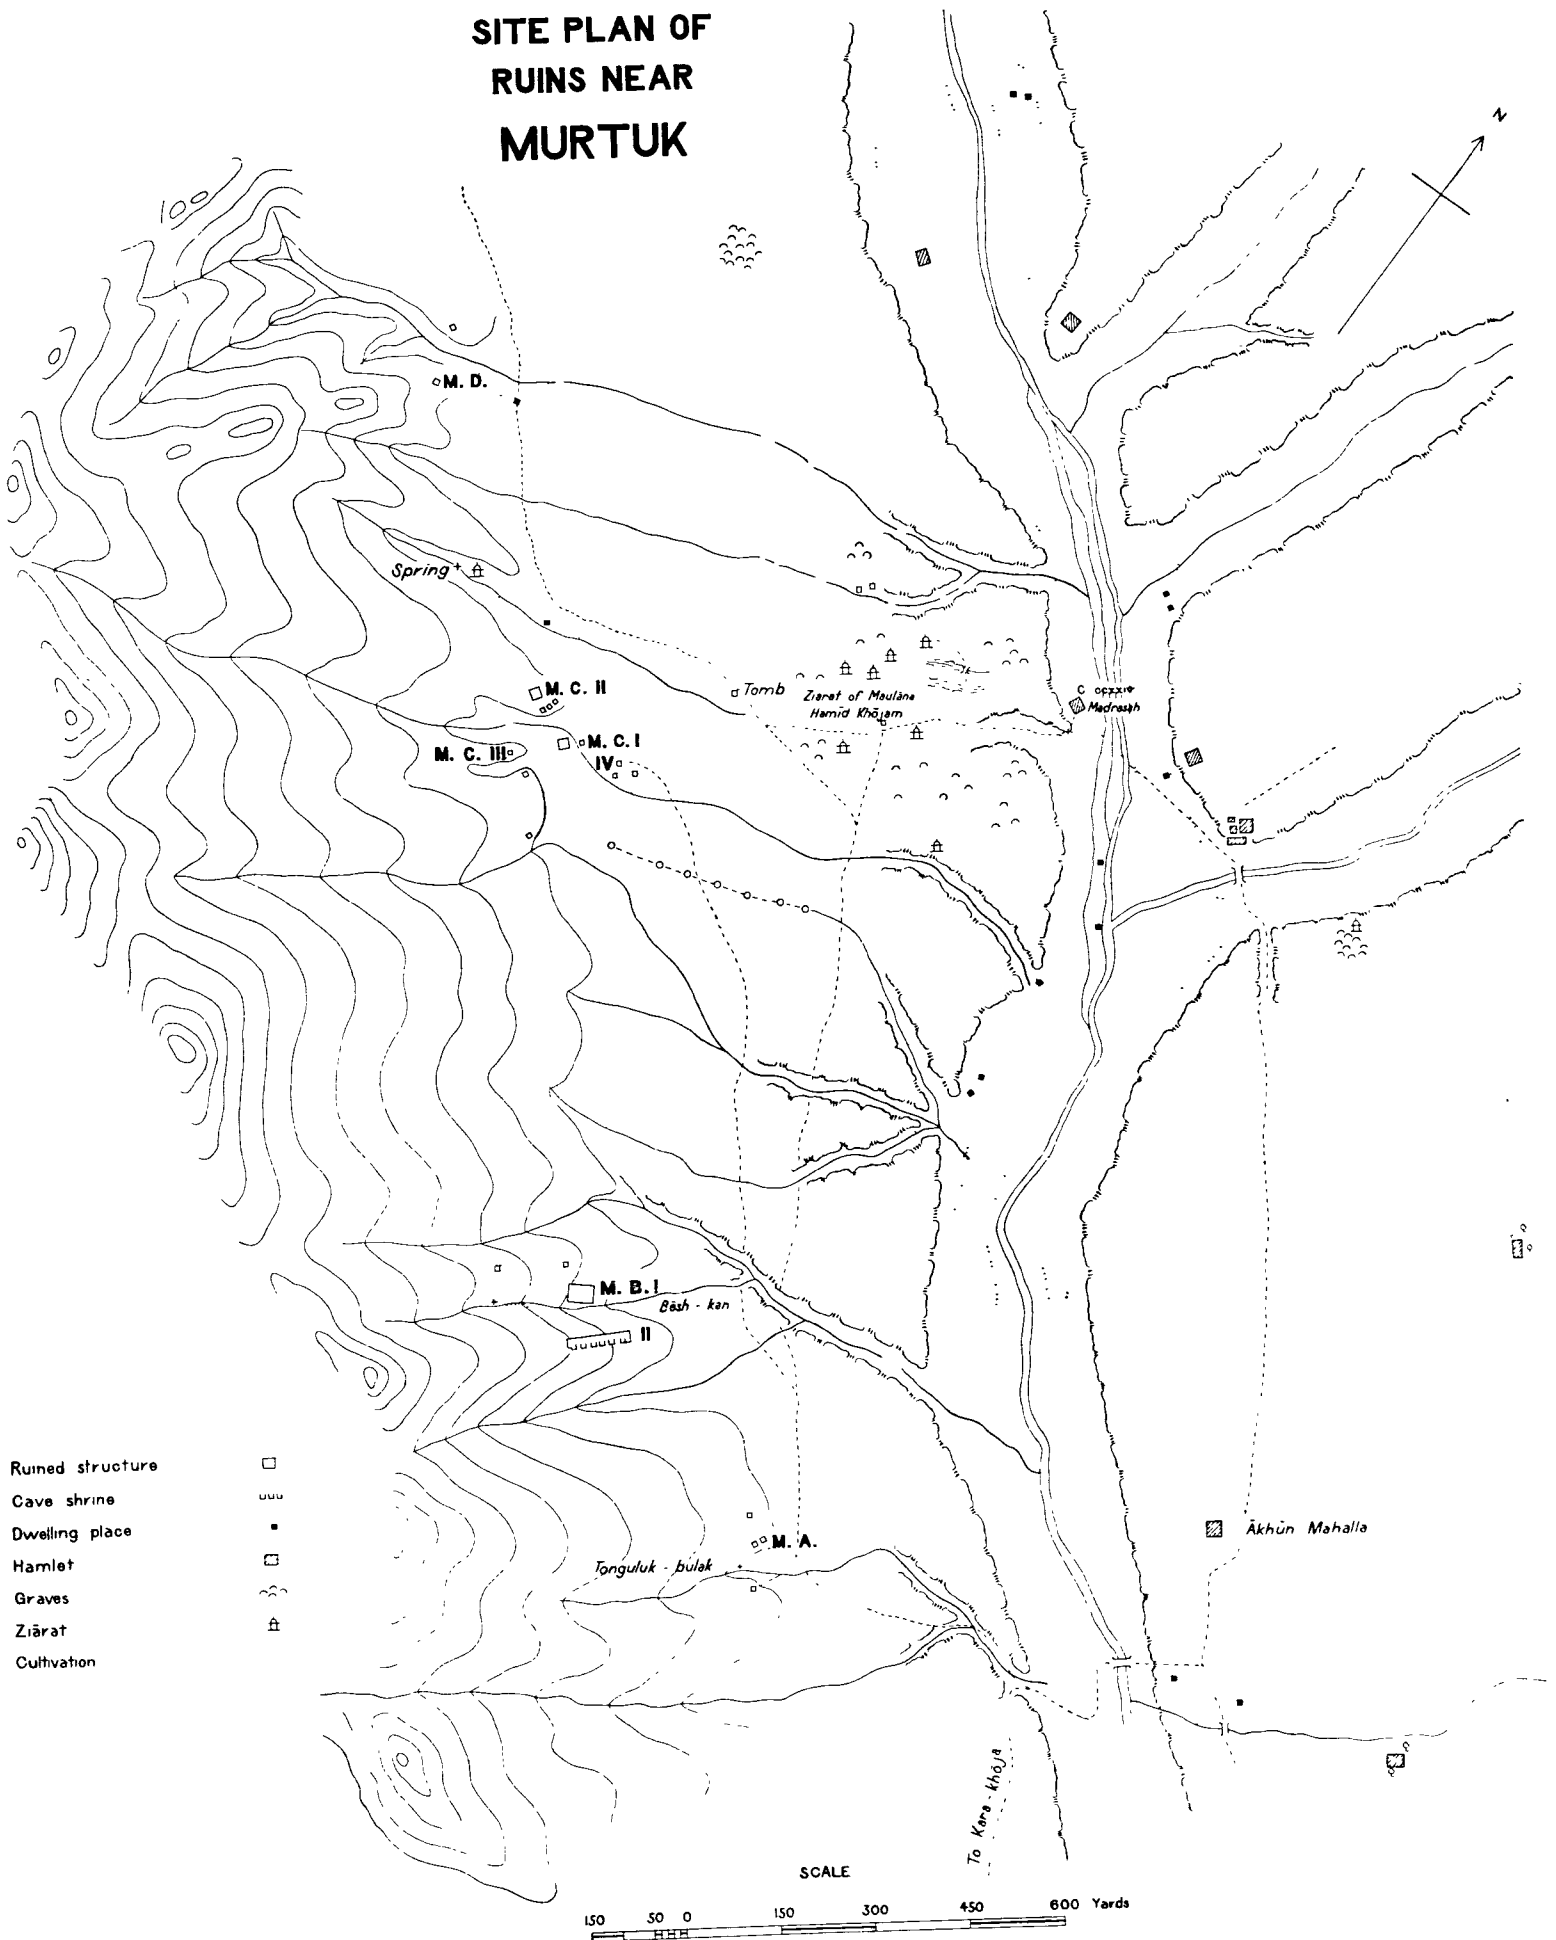 SITE PLAN OF
RUINS NEAR
MURTUK
N
M. D.
Spring
M. C. II
Tomb
Ziarat of Maulāna
Hamid Khōjam
Madrasah
M. C. III
M. C. I
IV
M. B. I
Bēsh - kan
II
Ruined structure
Cave shrine
Dwelling place
Hamlet
Graves
Ziārat
Cultivation
M. A.
Tonguluk - bulak
Ākhūn Mahalla
To Kara - khōja
SCALE
150 50 0 150 300 450 600 Yards